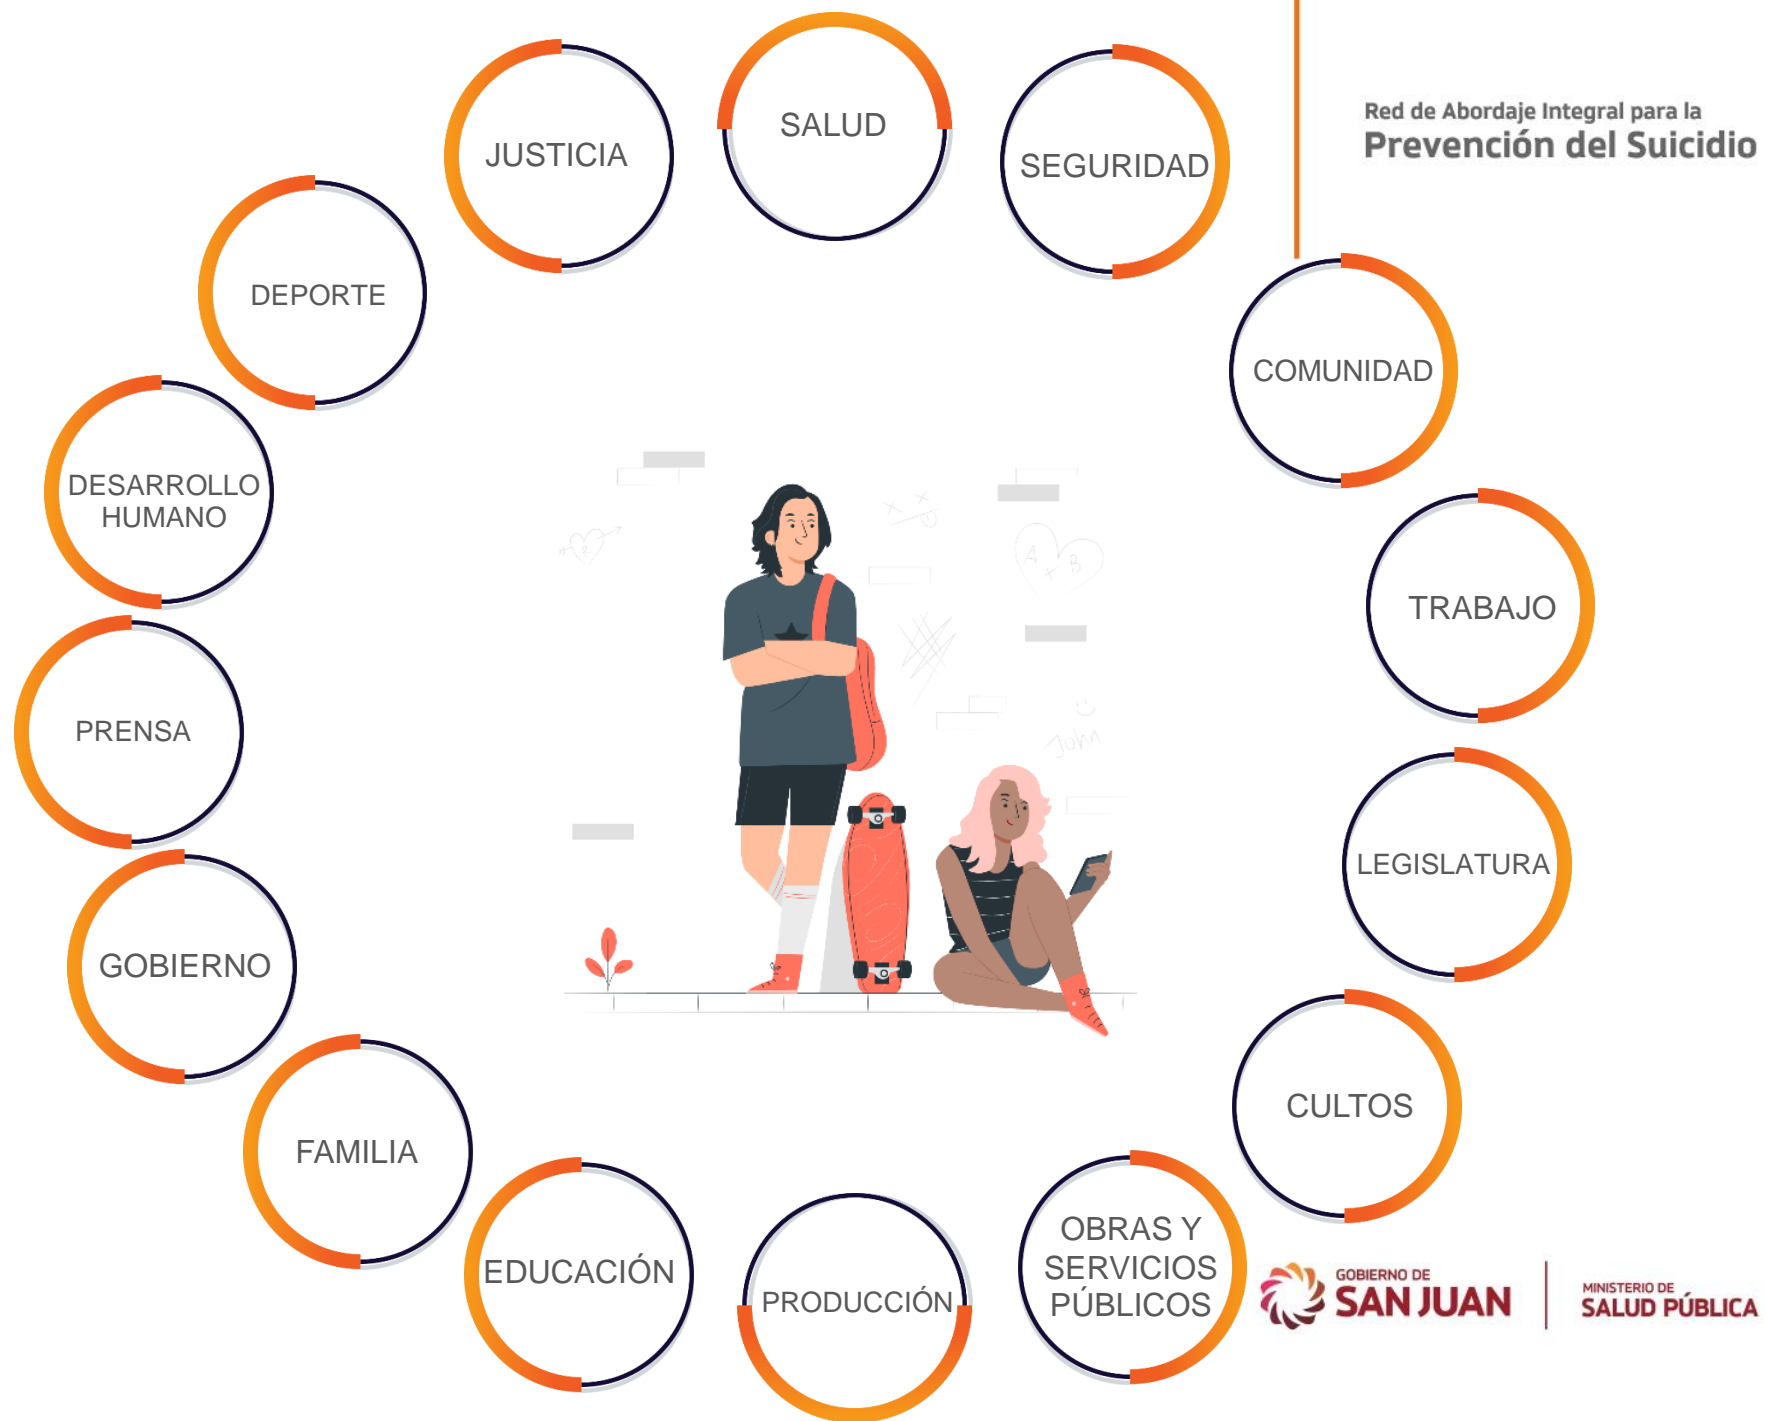 SALUD
JUSTICIA
SEGURIDAD
Red de Abordaje Integral para la
Prevención del Suicidio
DEPORTE
COMUNIDAD
DESARROLLO
HUMANO
A
B
+
TRABAJO
PRENSA
John
LEGISLATURA
GOBIERNO
CULTOS
FAMILIA
EDUCACIÓN
PRODUCCIÓN
OBRAS Y
SERVICIOS
PÚBLICOS
GOBIERNO DE
SAN JUAN
MINISTERIO DE
SALUD PÚBLICA